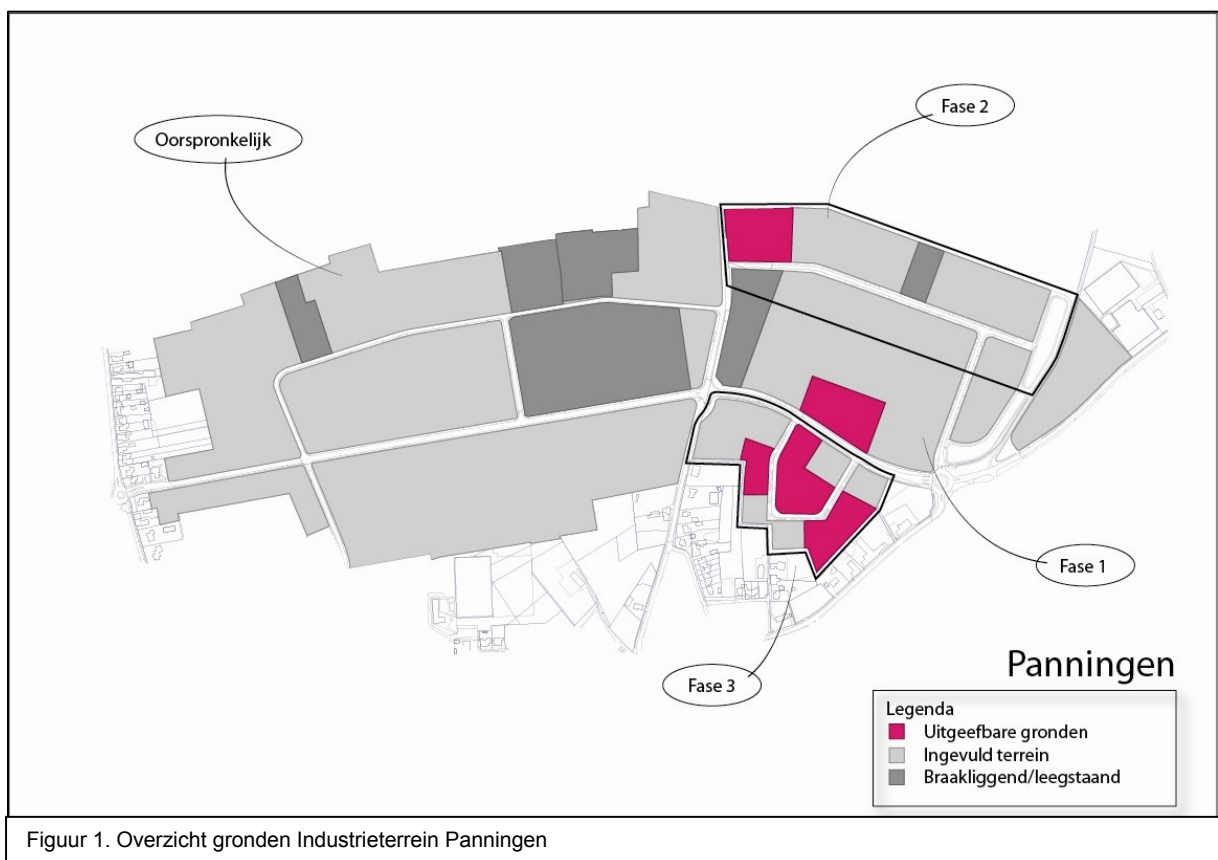 Fase 2
Oorspronkelijk
Fase 1
Fase 3
Panningen
Legenda
Uitgeefbare gronden
Ingevuld terrein
Braakliggend/leegstaand
Figuur 1. Overzicht gronden Industrieterrein Panningen